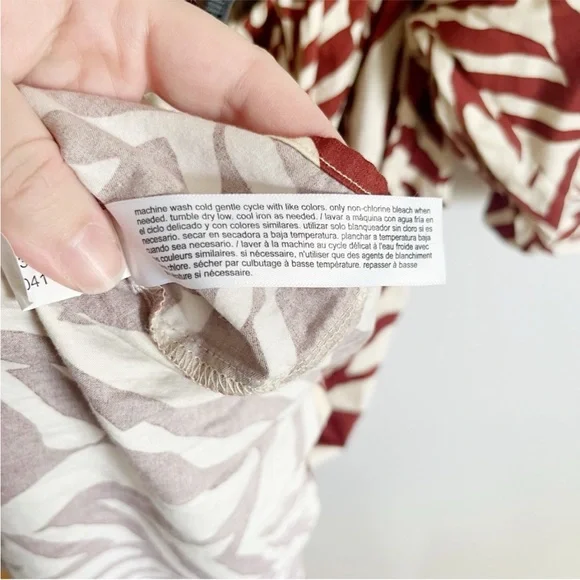 machine wash cold gentle cycle with like colors. only non-chlorine bleach when
needed. tumble dry low. cool iron as needed. / lavar a máquina con agua fría en
el ciclo delicado y con colores similares. utilizar solo blanqueador sin cloro si es
necesario. secar en secadora a baja temperatura. planchar a temperatura baja
cuando sea necesario. / laver à la machine au cycle délicat à l'eau froide avec
couleurs similaires. si nécessaire, n'utiliser que des agents de blanchiment
chlore. sécher par culbutage à basse température. repasser à basse
si nécessaire.
041